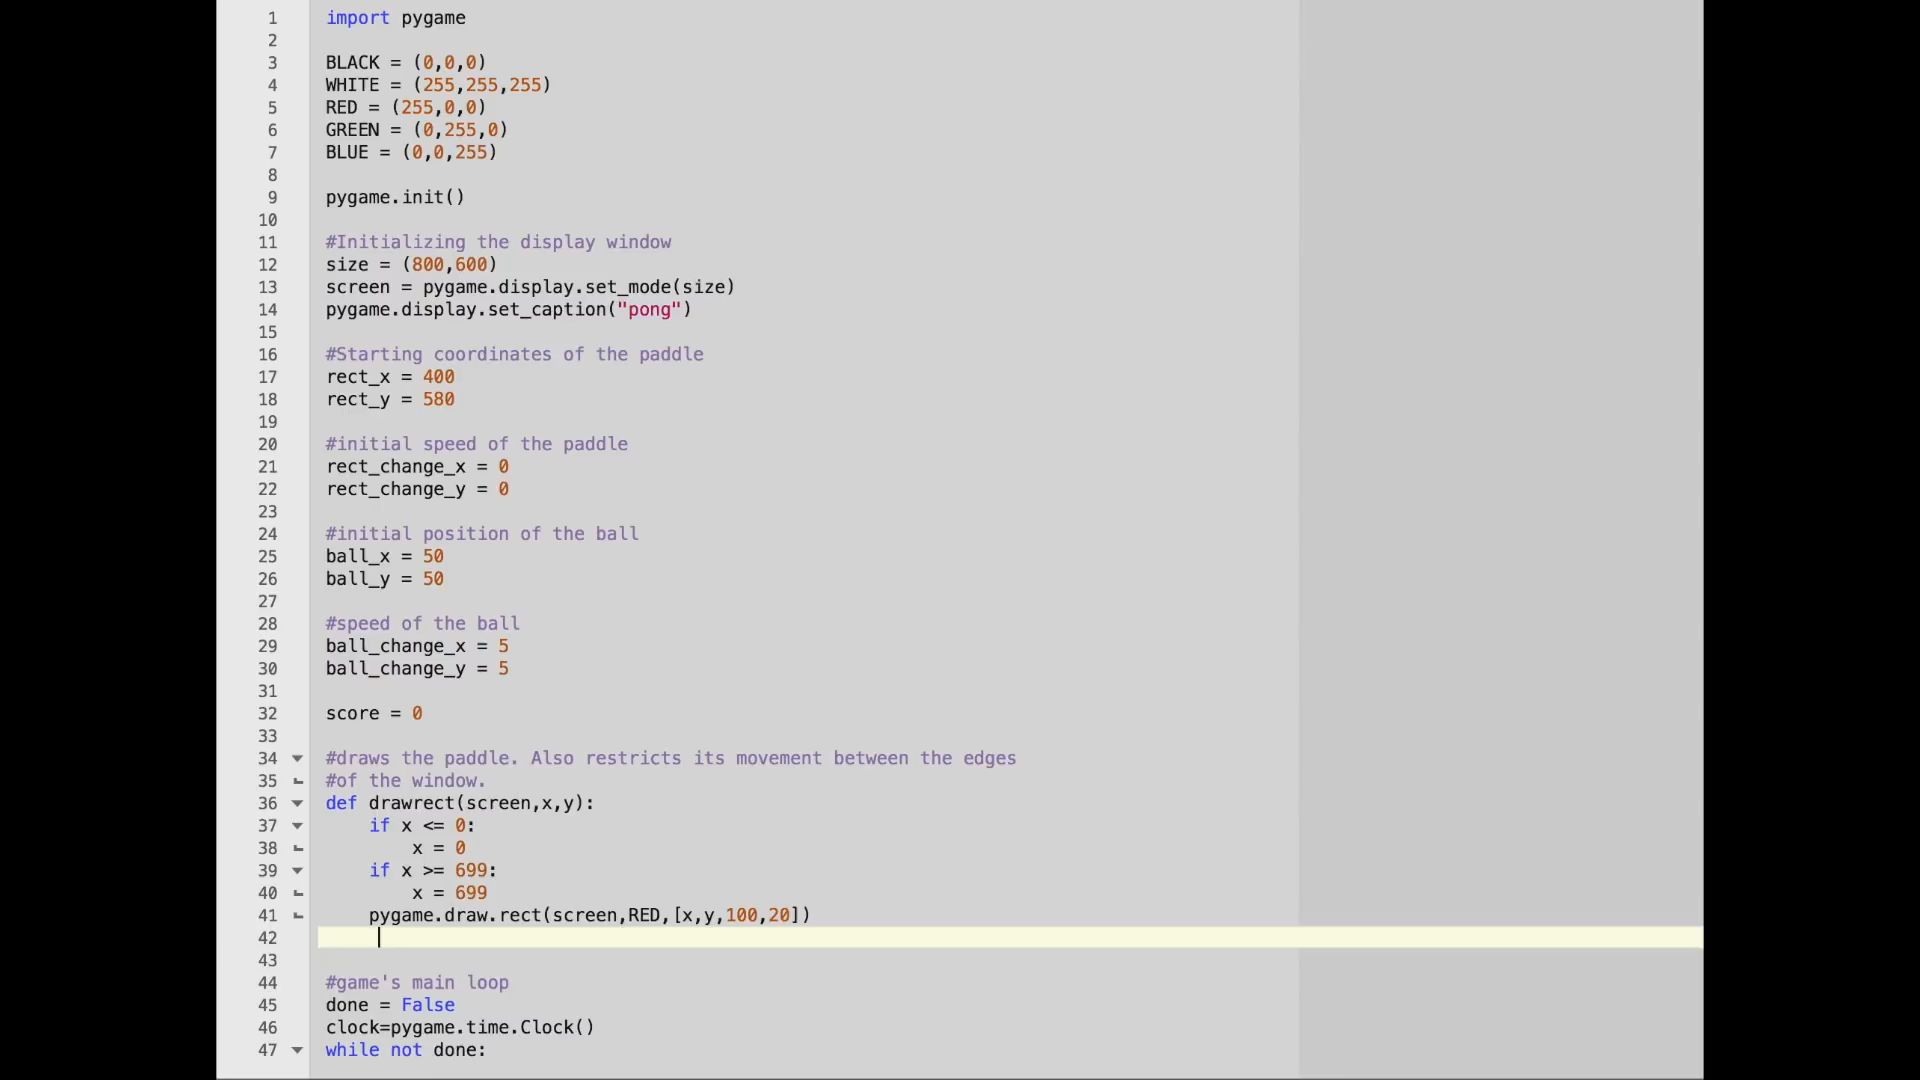 1 import pygame
2
3 BLACK = (0,0,0)
4 WHITE = (255,255,255)
5 RED = (255,0,0)
6 GREEN = (0,255,0)
7 BLUE = (0,0,255)
8
9 pygame.init()
10
11 #Initializing the display window
12 size = (800,600)
13 screen = pygame.display.set_mode(size)
14 pygame.display.set_caption("pong")
15
16 #Starting coordinates of the paddle
17 rect_x = 400
18 rect_y = 580
19
20 #initial speed of the paddle
21 rect_change_x = 0
22 rect_change_y = 0
23
24 #initial position of the ball
25 ball_x = 50
26 ball_y = 50
27
28 #speed of the ball
29 ball_change_x = 5
30 ball_change_y = 5
31
32 score = 0
33
34 #draws the paddle. Also restricts its movement between the edges
35 #of the window.
36 def drawrect(screen,x,y):
37     if x <= 0:
38         x = 0
39     if x >= 699:
40         x = 699
41     pygame.draw.rect(screen,RED,[x,y,100,20])
42
43
44 #game's main loop
45 done = False
46 clock=pygame.time.Clock()
47 while not done: